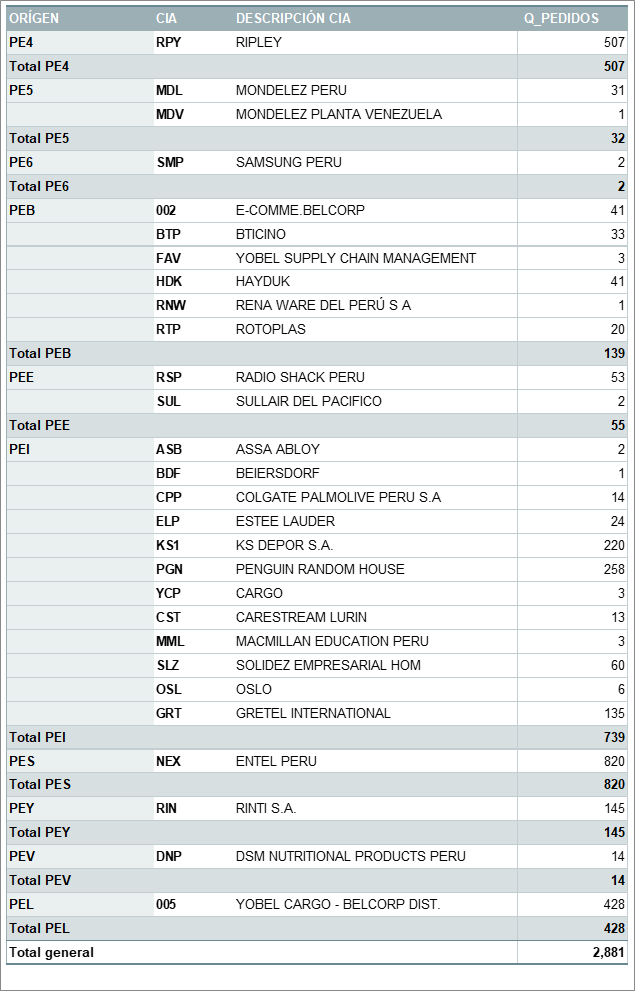 ORÍGEN CIA DESCRIPCIÓN CIA Q_PEDIDOS
PE4 RPY RIPLEY 507
Total PE4 507
PE5 MDL MONDELEZ PERU 31
MDV MONDELEZ PLANTA VENEZUELA 1
Total PE5 32
PE6 SMP SAMSUNG PERU 2
Total PE6 2
PEB 002 E-COMME.BELCORP 41
BTP BTICINO 33
FAV YOBEL SUPPLY CHAIN MANAGEMENT 3
HDK HAYDUK 41
RNW RENA WARE DEL PERÚ S A 1
RTP ROTOPLAS 20
Total PEB 139
PEE RSP RADIO SHACK PERU 53
SUL SULLAIR DEL PACIFICO 2
Total PEE 55
PEI ASB ASSA ABLOY 2
BDF BEIERSDORF 1
CPP COLGATE PALMOLIVE PERU S.A 14
ELP ESTEE LAUDER 24
KS1 KS DEPOR S.A. 220
PGN PENGUIN RANDOM HOUSE 258
YCP CARGO 3
CST CARESTREAM LURIN 13
MML MACMILLAN EDUCATION PERU 3
SLZ SOLIDEZ EMPRESARIAL HOM 60
OSL OSLO 6
GRT GRETEL INTERNATIONAL 135
Total PEI 739
PES NEX ENTEL PERU 820
Total PES 820
PEY RIN RINTI S.A. 145
Total PEY 145
PEV DNP DSM NUTRITIONAL PRODUCTS PERU 14
Total PEV 14
PEL 005 YOBEL CARGO - BELCORP DIST. 428
Total PEL 428
Total general 2,881